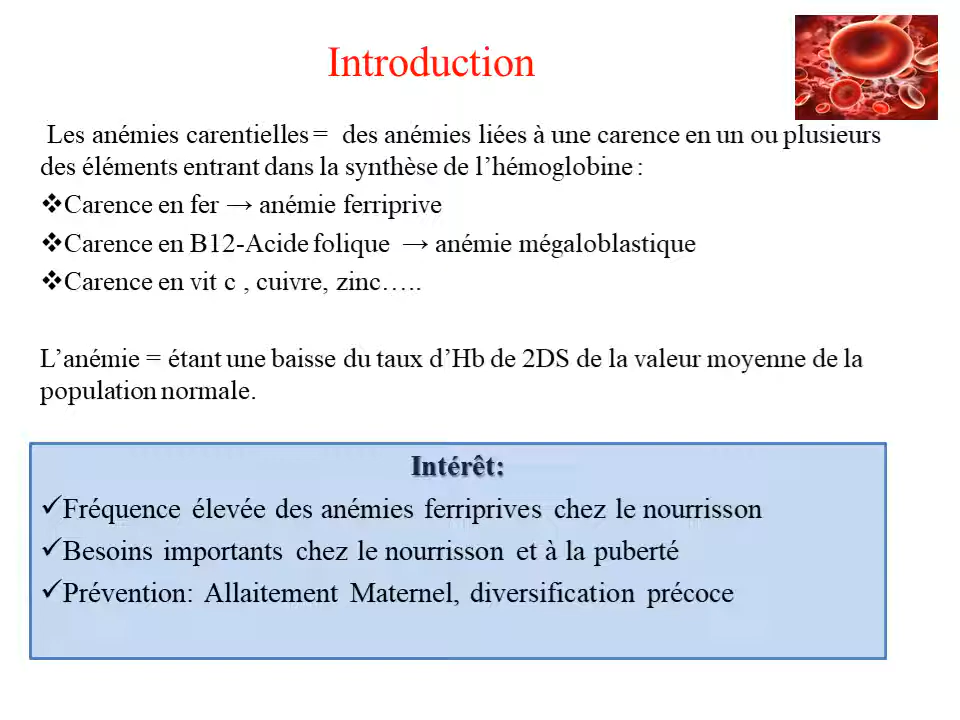 Introduction
Les anémies carentielles = des anémies liées à une carence en un ou plusieurs
des éléments entrant dans la synthèse de l’hémoglobine :
❖Carence en fer → anémie ferriprive
❖Carence en B12-Acide folique → anémie mégaloblastique
❖Carence en vit c , cuivre, zinc…..
L’anémie = étant une baisse du taux d’Hb de 2DS de la valeur moyenne de la
population normale.
Intérêt:
✓Fréquence élevée des anémies ferriprives chez le nourrisson
✓Besoins importants chez le nourrisson et à la puberté
✓Prévention: Allaitement Maternel, diversification précoce